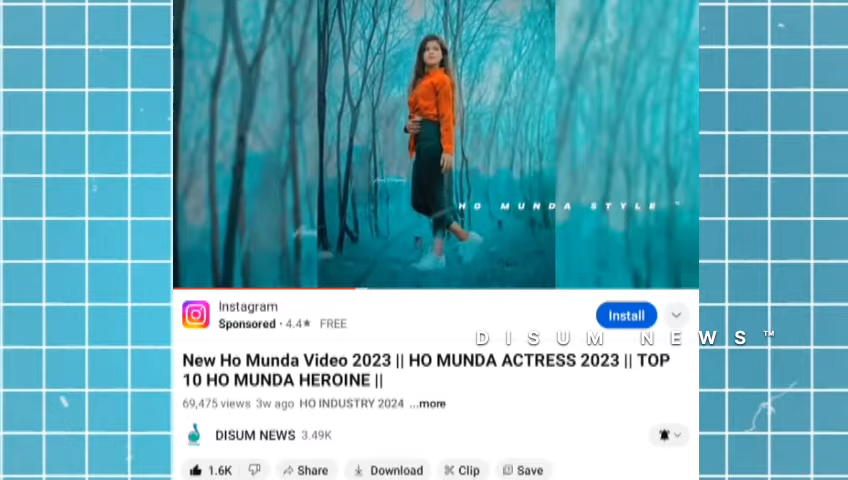 HO MUNDA STYLE ™
Instagram
Sponsored · 4.4★ FREE
Install
DISUM NEWS™
New Ho Munda Video 2023 || HO MUNDA ACTRESS 2023 || TOP
10 HO MUNDA HEROINE ||
69,475 views 3w ago HO INDUSTRY 2024 ...more
DISUM NEWS 3.49K
1.6K Share Download Clip Save